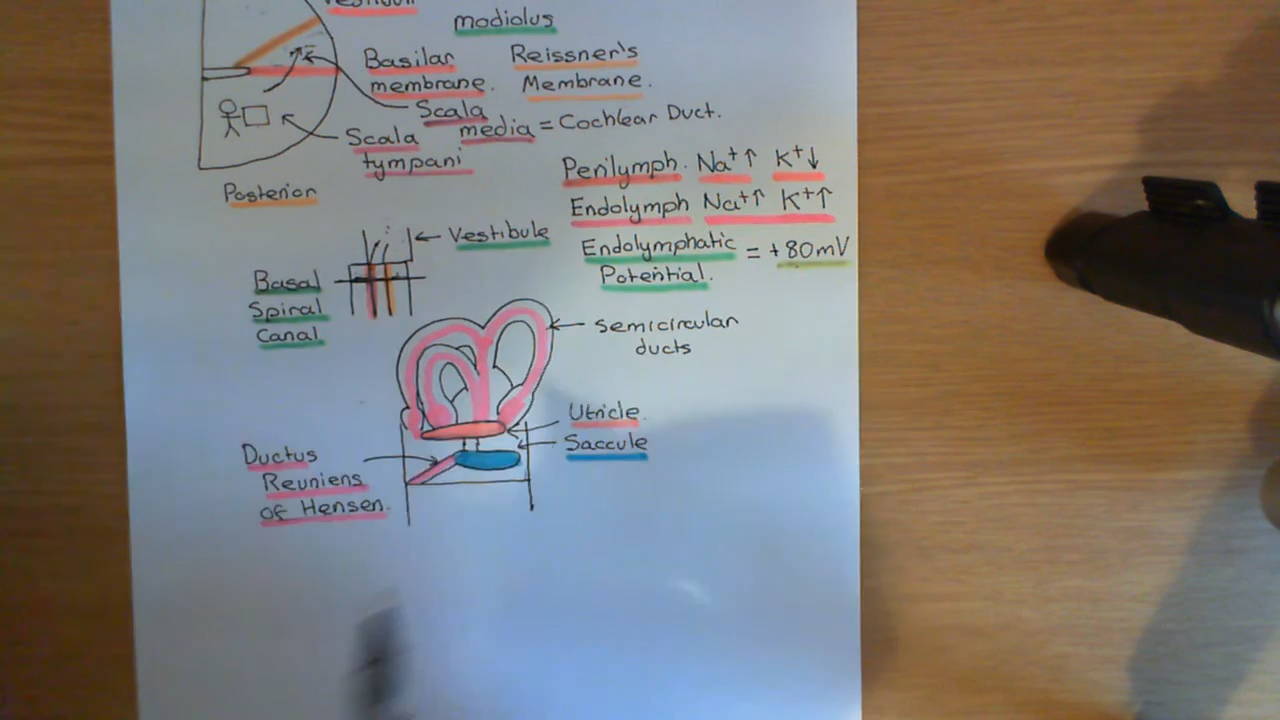 modiolus
Basilar
membrane.
Reissner's
Membrane.
Scala
media = Cochlear Duct.
Scala
tympani
Posterior
Perilymph. Na+↑ K+↓
Endolymph Na+↑ K+↑
Endolymphatic
Potential.
= +80mV
Vestibule
Basal
Spiral
Canal
Semicircular
ducts
Utricle.
Saccule
Ductus
Reuniens
of Hensen.